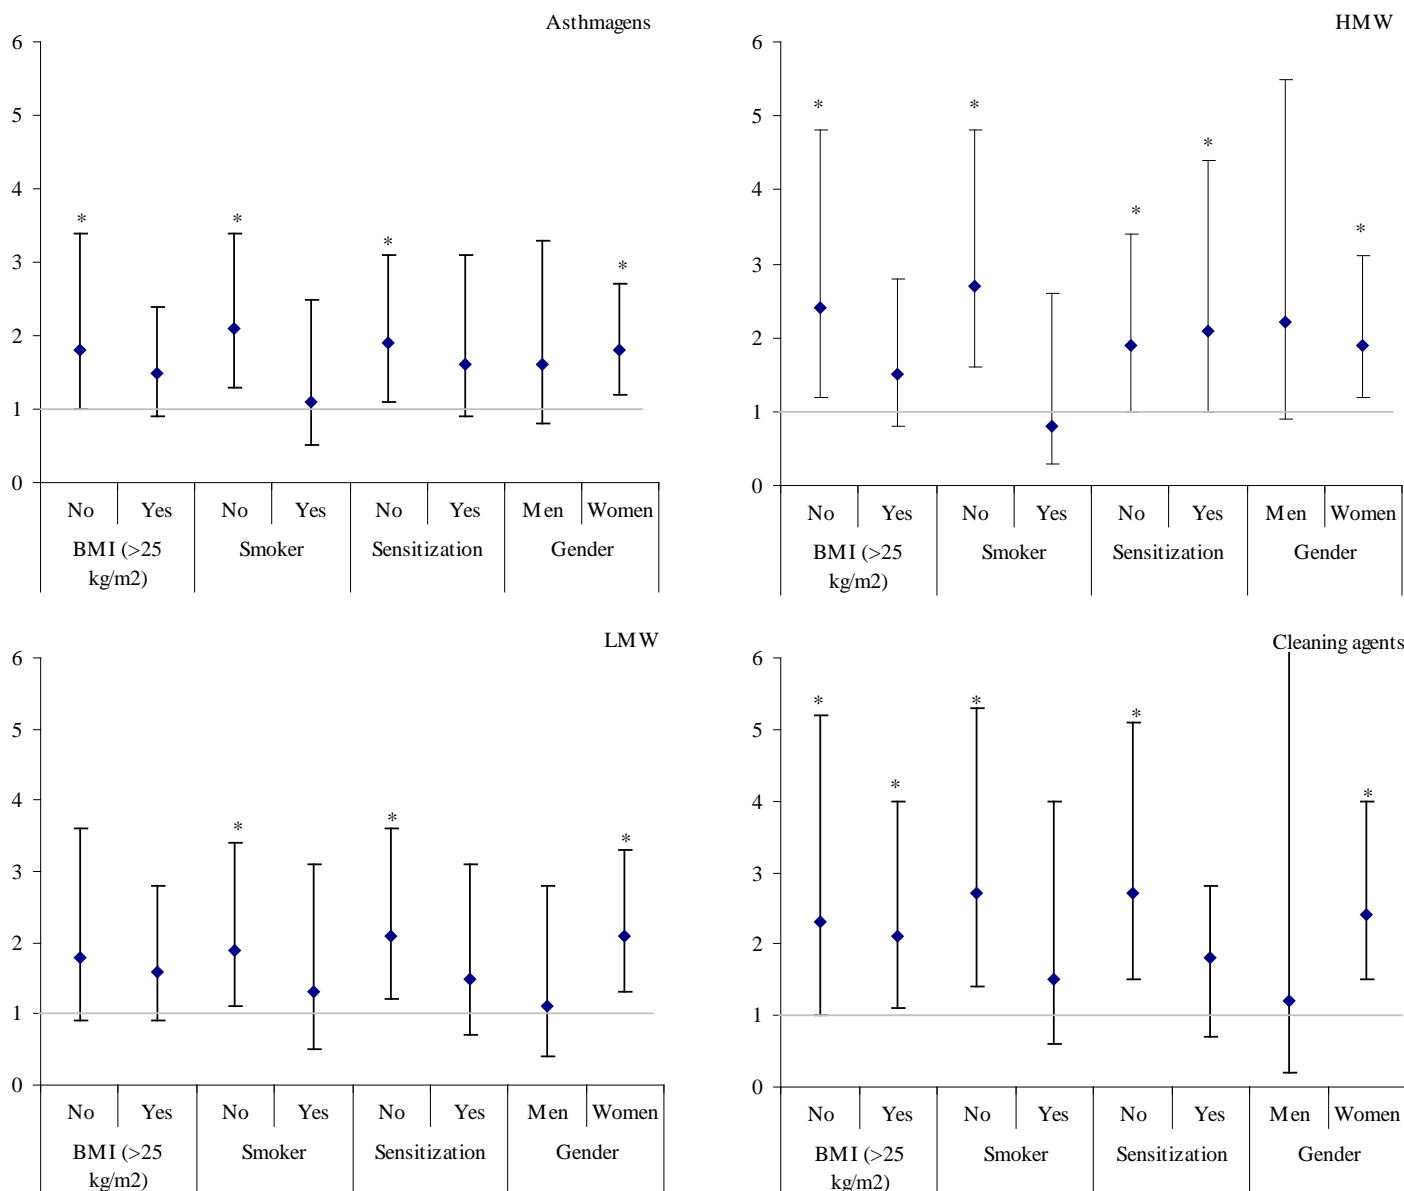 Asthmagens
6
5
4
3
2
1
0
* * * *
No Yes No Yes No Yes Men Women
BMI (>25 Smoker Sensitization Gender
kg/m2)
HMW
6
5
4
3
2
1
0
* * * * *
No Yes No Yes No Yes Men Women
BMI (>25 Smoker Sensitization Gender
kg/m2)
LMW
6
5
4
3
2
1
0
* * *
No Yes No Yes No Yes Men Women
BMI (>25 Smoker Sensitization Gender
kg/m2)
Cleaning agents
6
5
4
3
2
1
0
* * * * *
No Yes No Yes No Yes Men Women
BMI (>25 Smoker Sensitization Gender
kg/m2)